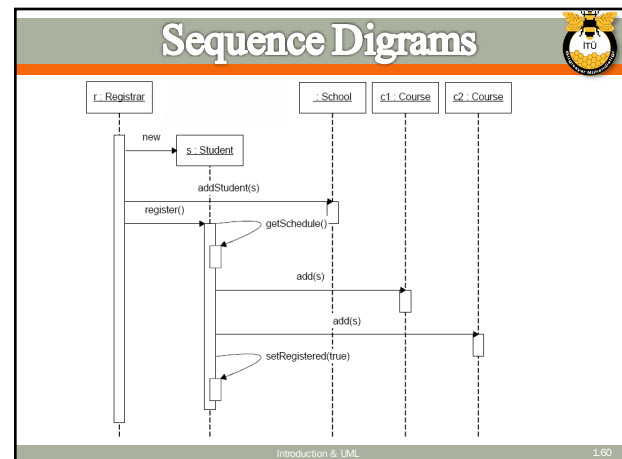 Sequence Digrams
İTÜ
r : Registrar
: School
c1 : Course
c2 : Course
new
s : Student
addStudent(s)
register()
getSchedule()
add(s)
add(s)
setRegistered(true)
Introduction & UML
1.60